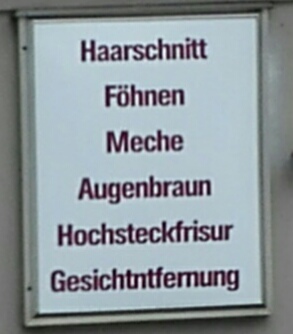 Haarschnitt
Föhnen
Meche
Augenbraun
Hochsteckfrisur
Gesichtntfernung